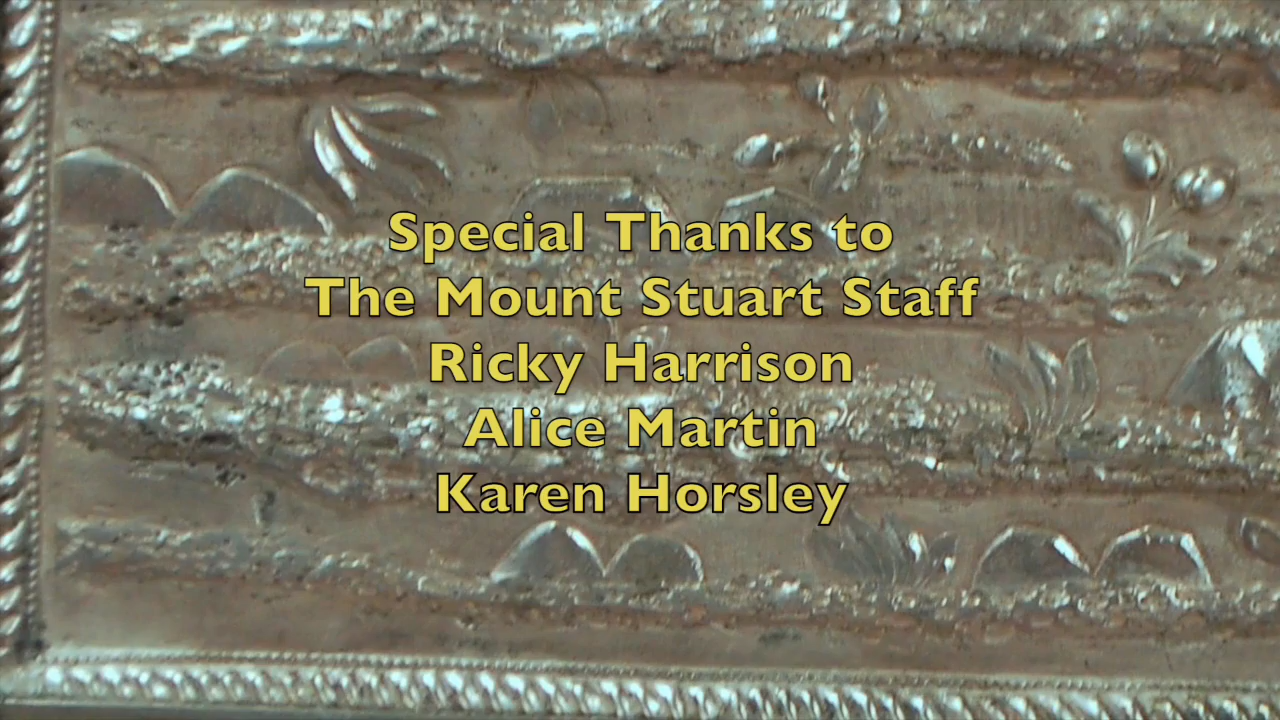 Special Thanks to
The Mount Stuart Staff
Ricky Harrison
Alice Martin
Karen Horsley